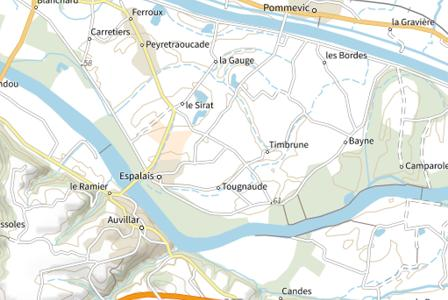 Blanchard
Ferroux
Pommevic
la Gravière
Carretiers
Peyretraoucade
la Gauge
les Bordes
58
le Sirat
Timbrune
Bayne
Camparole
Espalais
Tougnaude
le Ramier
61
Auvillar
Candes